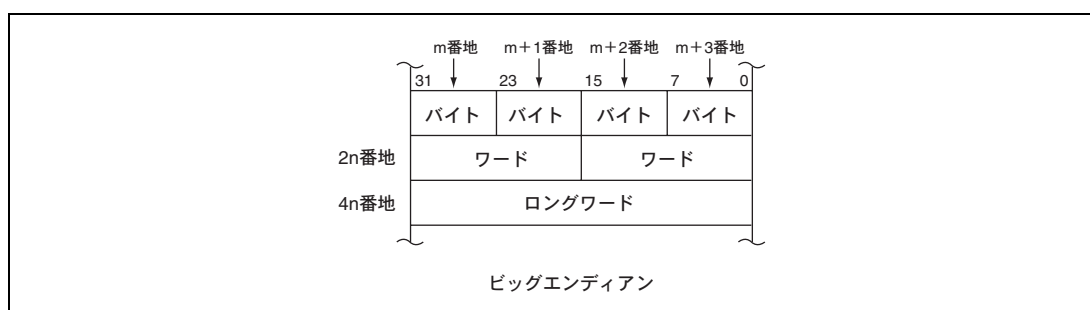 m番地 m+1番地 m+2番地 m+3番地
31 23 15 7 0
バイト バイト バイト バイト
2n番地 ワード ワード
4n番地 ロングワード
ビッグエンディアン